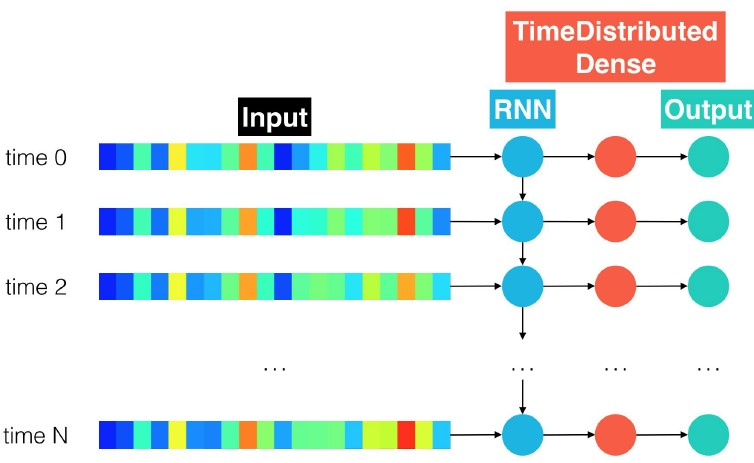 TimeDistributed
Dense
Input
RNN
Output
time 0
time 1
time 2
... ... ... ...
time N